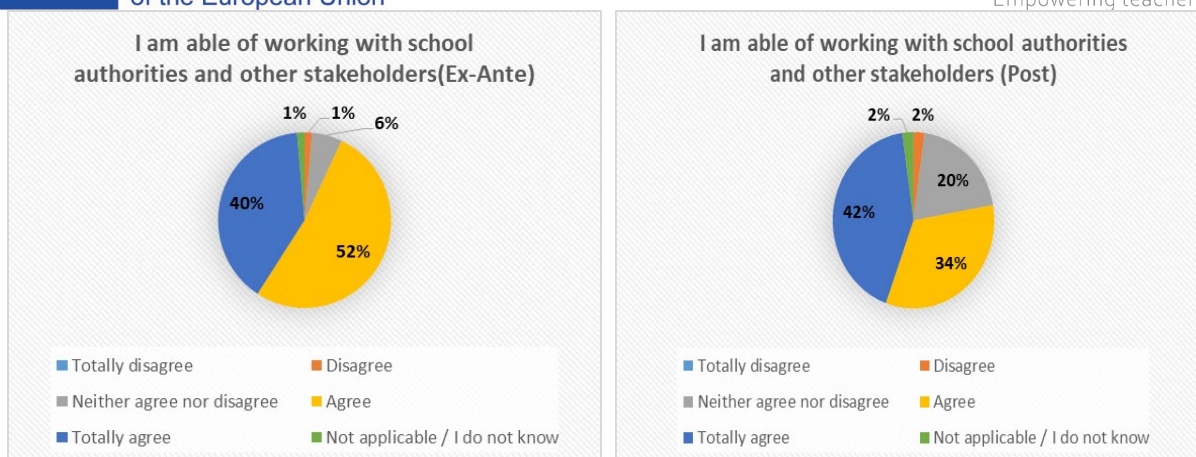 of the European Union
Empowering teacher
I am able of working with school
authorities and other stakeholders(Ex-Ante)
1%
1%
6%
40%
52%
Totally disagree
Disagree
Neither agree nor disagree
Agree
Totally agree
Not applicable / I do not know
I am able of working with school authorities
and other stakeholders (Post)
2%
2%
20%
42%
34%
Totally disagree
Disagree
Neither agree nor disagree
Agree
Totally agree
Not applicable / I do not know